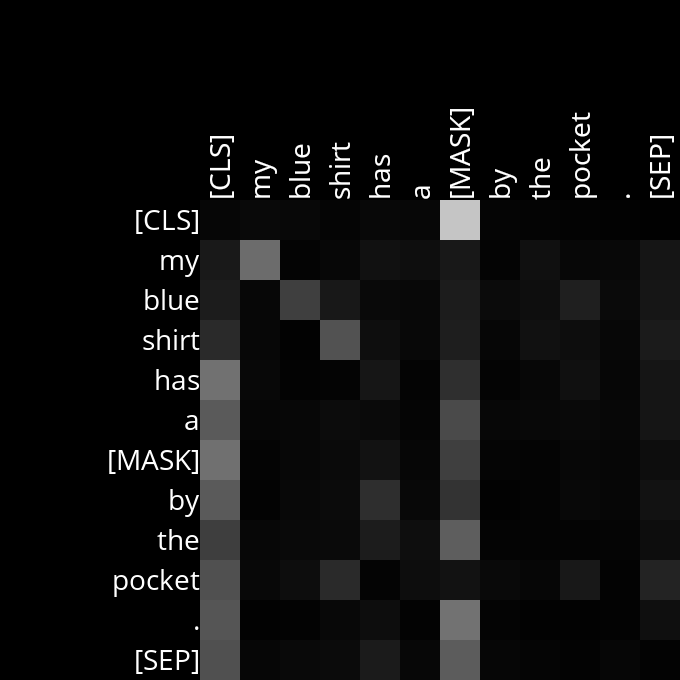 [CLS] my blue shirt has a [MASK] by the pocket . [SEP]
[CLS]
my
blue
shirt
has
a
[MASK]
by
the
pocket
.
[SEP]